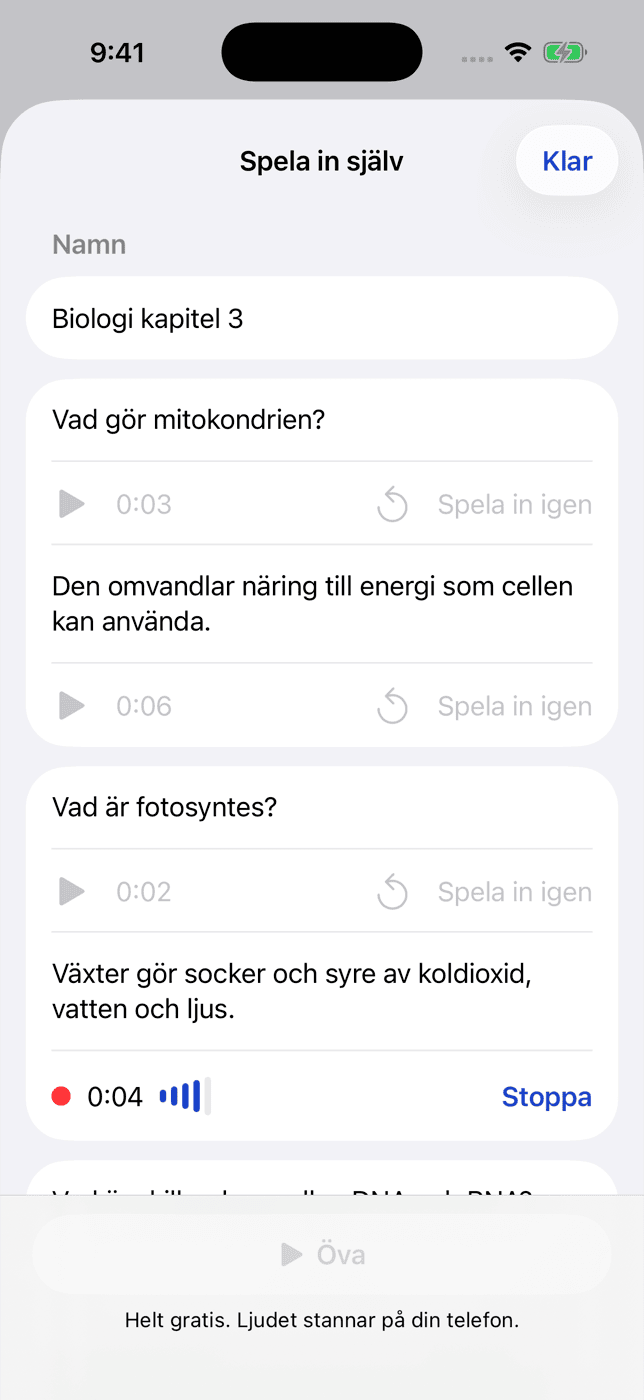 9:41
Spela in själv
Klar
Namn
Biologi kapitel 3
Vad gör mitokondrien?
0:03
Spela in igen
Den omvandlar näring till energi som cellen
kan använda.
0:06
Spela in igen
Vad är fotosyntes?
0:02
Spela in igen
Växter gör socker och syre av koldioxid,
vatten och ljus.
0:04
Stoppa
DNA
RNA?
Öva
Helt gratis. Ljudet stannar på din telefon.